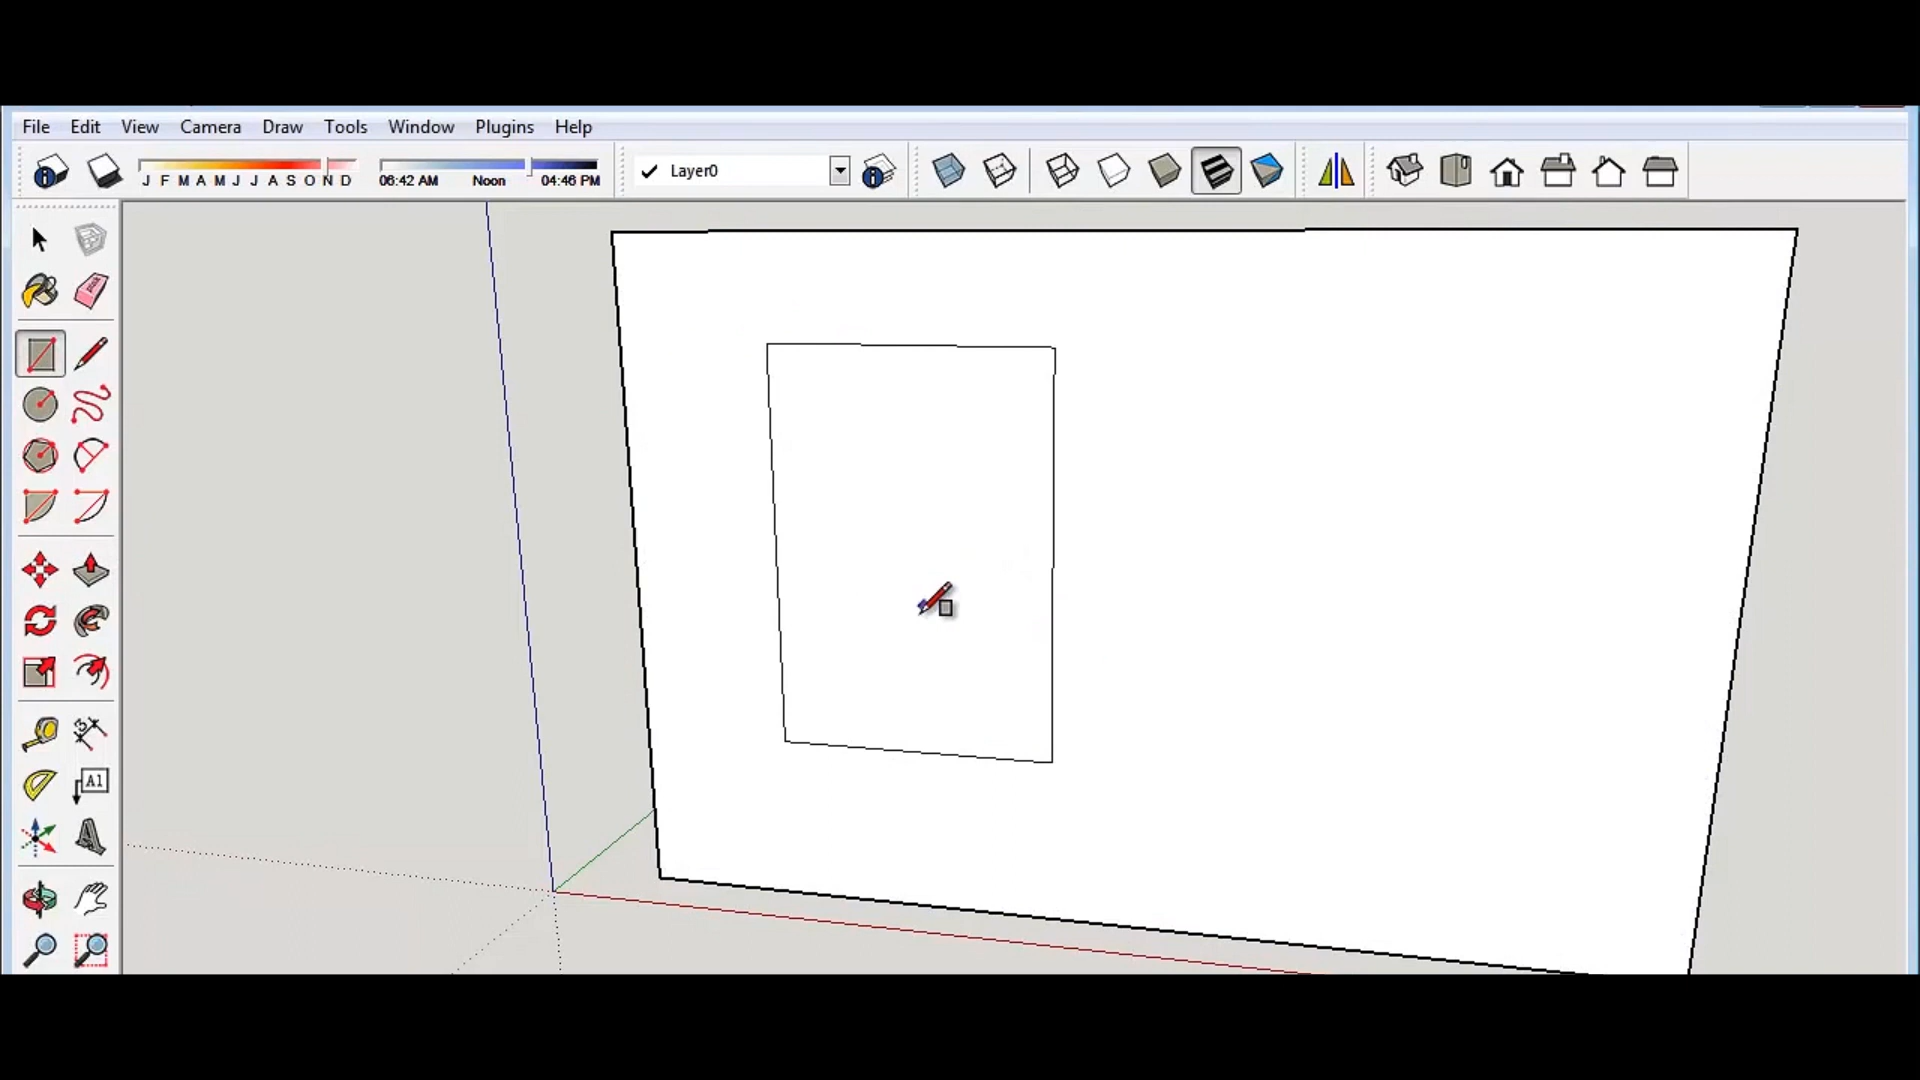 File Edit View Camera Draw Tools Window Plugins Help
J F M A M J J A S O N D 06:42 AM Noon 04:46 PM Layer0
A1